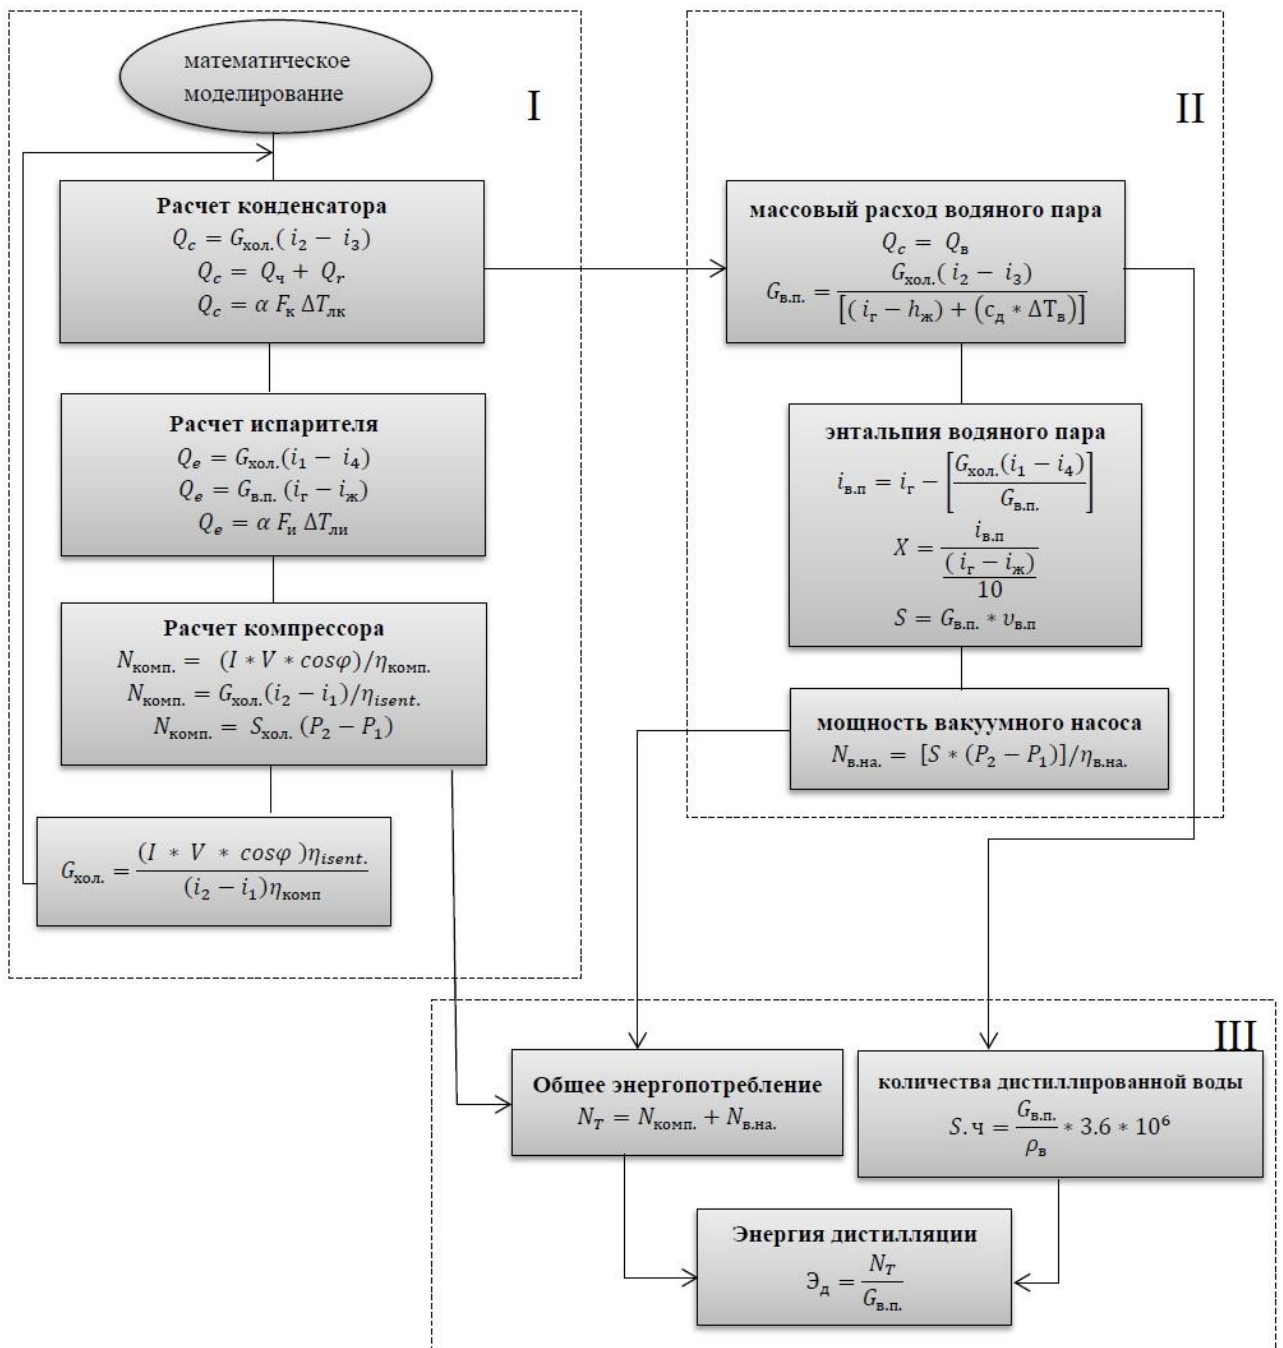 математическое
моделирование
I
Расчет конденсатора
Q_c = G_хол.( i_2 − i_3)
Q_c = Q_ч + Q_r
Q_c = α F_к ΔT_лк
Расчет испарителя
Q_e = G_хол.(i_1 − i_4)
Q_e = G_в.п. (i_г − i_ж)
Q_e = α F_и ΔT_ли
Расчет компрессора
N_комп. = (I * V * cosφ)/η_комп.
N_комп. = G_хол.(i_2 − i_1)/η_isent.
N_комп. = S_хол. (P_2 − P_1)
G_хол. = (I * V * cosφ )η_isent. / (i_2 − i_1)η_комп
II
массовый расход водяного пара
Q_c = Q_в
G_в.п. = G_хол.( i_2 − i_3) / [( i_г − h_ж) + (c_д * ΔT_в)]
энтальпия водяного пара
i_в.п = i_г − [G_хол.(i_1 − i_4) / G_в.п.]
X = i_в.п / (( i_г − i_ж) / 10)
S = G_в.п. * υ_в.п
мощность вакуумного насоса
N_в.на. = [S * (P_2 − P_1)]/η_в.на.
III
Общее энергопотребление
N_T = N_комп. + N_в.на.
количества дистиллированной воды
S.ч = G_в.п. / ρ_в * 3.6 * 10^6
Энергия дистилляции
Э_д = N_T / G_в.п.